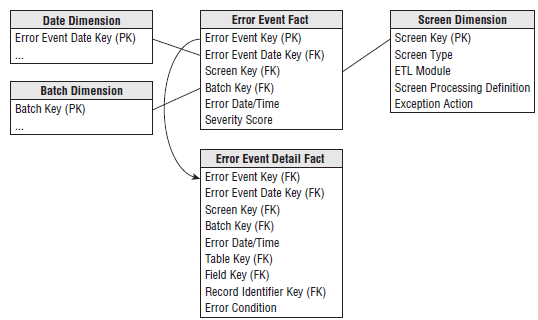 Date Dimension
Error Event Date Key (PK)
...
Batch Dimension
Batch Key (PK)
...
Error Event Fact
Error Event Key (PK)
Error Event Date Key (FK)
Screen Key (FK)
Batch Key (FK)
Error Date/Time
Severity Score
Screen Dimension
Screen Key (PK)
Screen Type
ETL Module
Screen Processing Definition
Exception Action
Error Event Detail Fact
Error Event Key (FK)
Error Event Date Key (FK)
Screen Key (FK)
Batch Key (FK)
Error Date/Time
Table Key (FK)
Field Key (FK)
Record Identifier Key (FK)
Error Condition